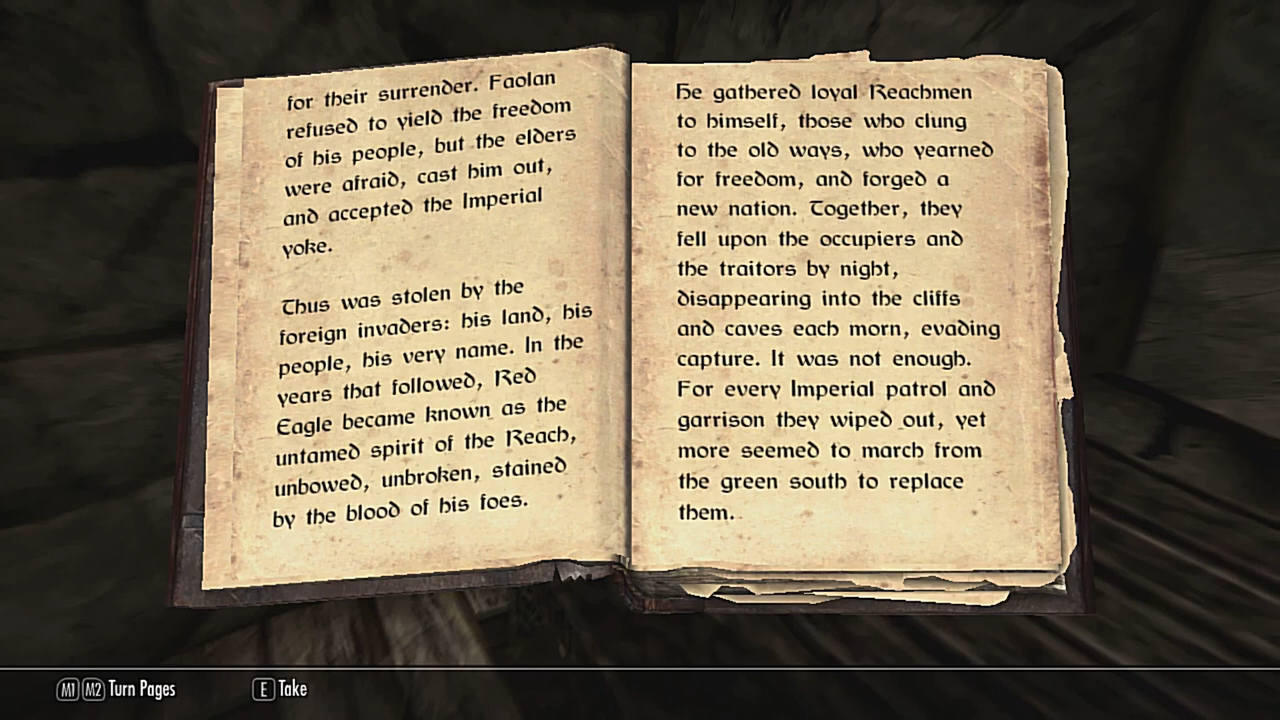 for their surrender. Faolan
refused to yield the freedom
of his people, but the elders
were afraid, cast him out,
and accepted the Imperial
yoke.
Thus was stolen by the
foreign invaders: his land, his
people, his very name. In the
years that followed, Red
Eagle became known as the
untamed spirit of the Reach,
unbowed, unbroken, stained
by the blood of his foes.
He gathered loyal Reachmen
to himself, those who clung
to the old ways, who yearned
for freedom, and forged a
new nation. Together, they
fell upon the occupiers and
the traitors by night,
disappearing into the cliffs
and caves each morn, evading
capture. It was not enough.
For every Imperial patrol and
garrison they wiped out, yet
more seemed to march from
the green south to replace
them.
M1 M2 Turn Pages
E Take